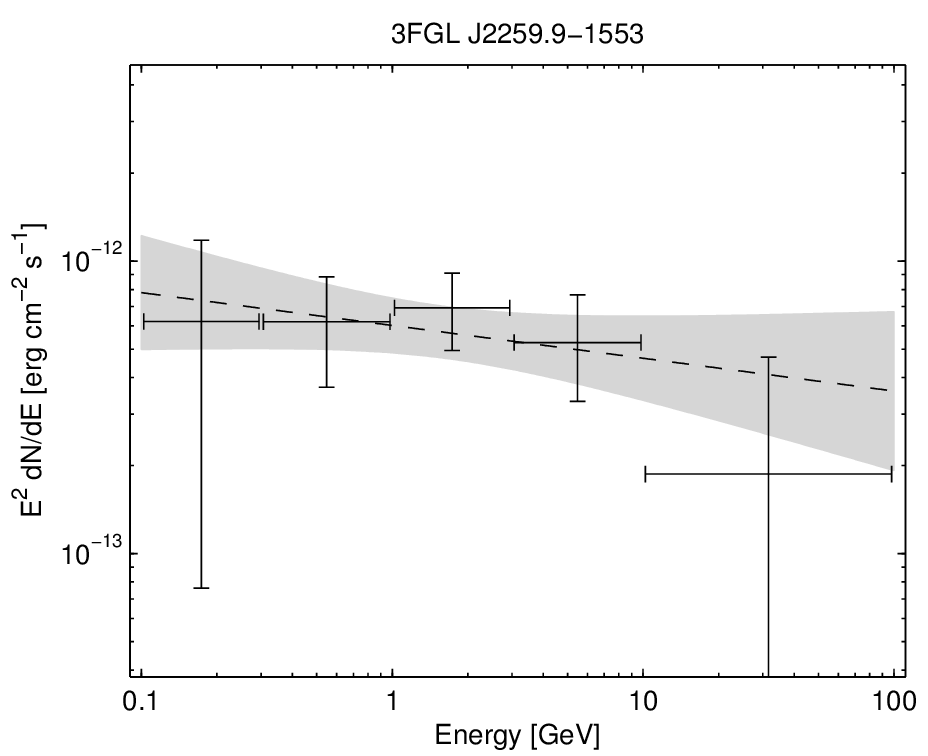 3FGL J2259.9−1553
E² dN/dE [erg cm⁻² s⁻¹]
10⁻¹²
10⁻¹³
0.1 1 10 100
Energy [GeV]